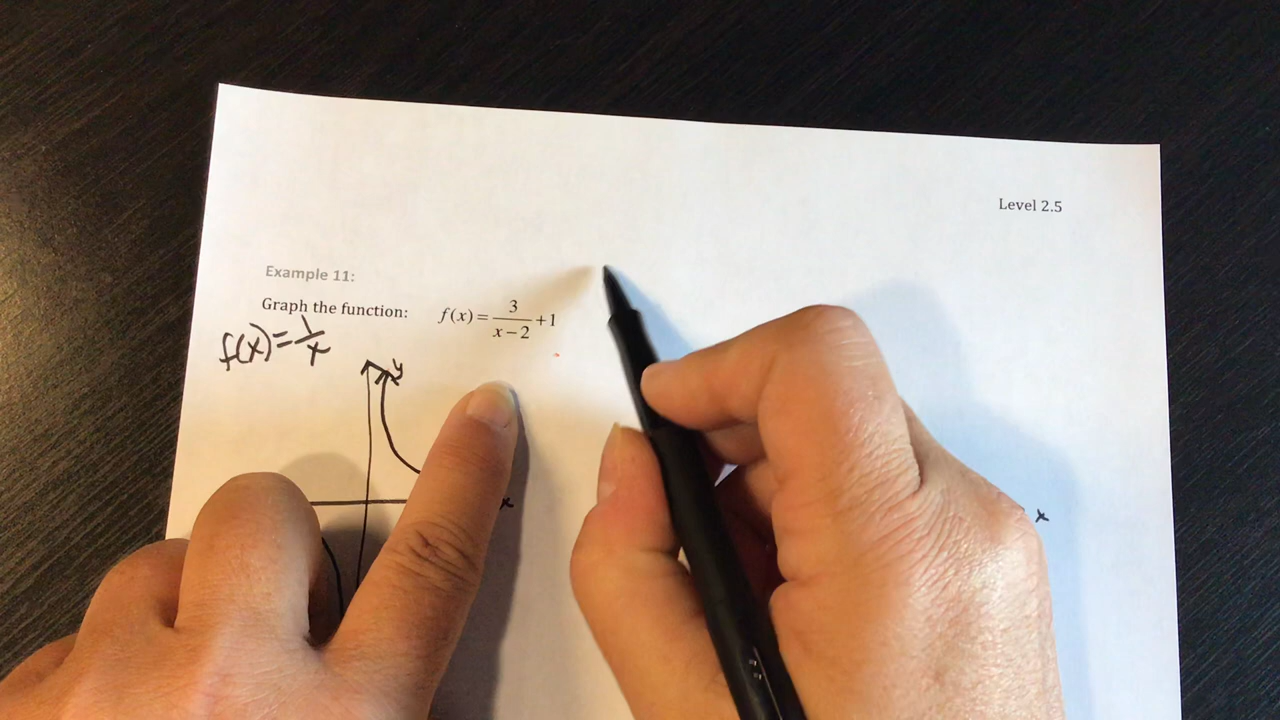 Level 2.5
Example 11:
Graph the function: f(x)=3/(x−2)+1
f(x)=1/x
y
x
x